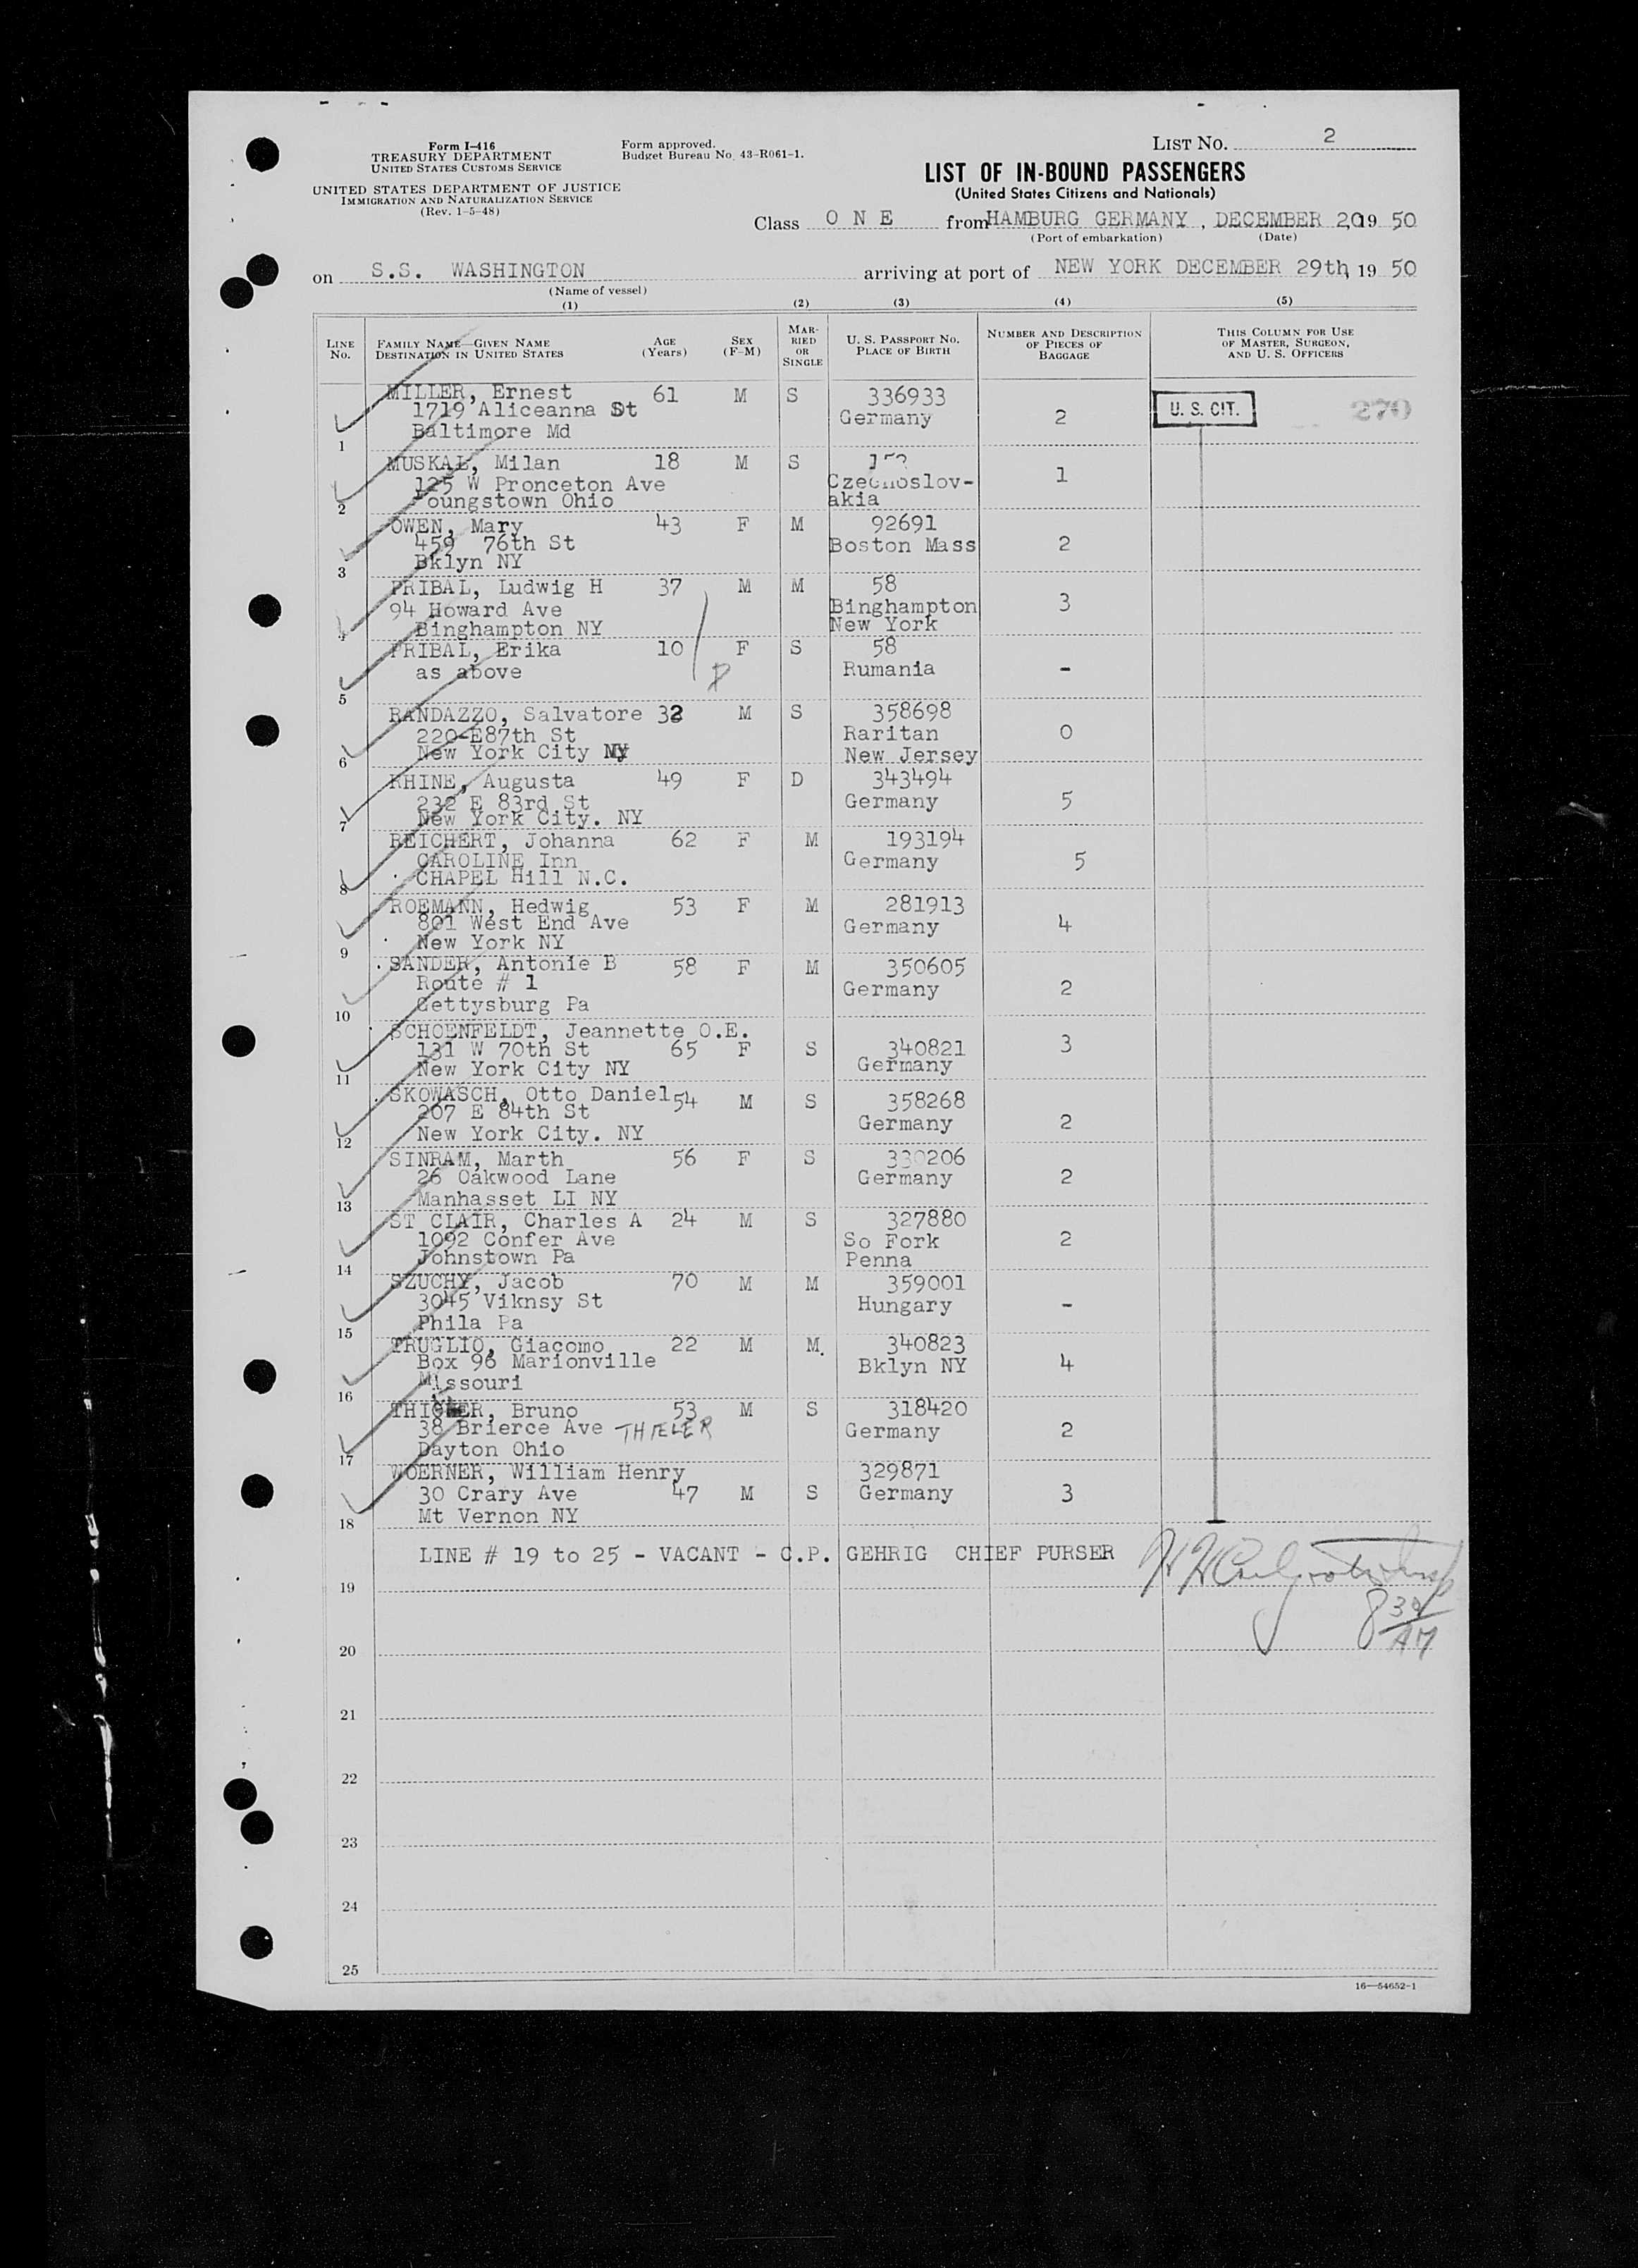 Form I-416
TREASURY DEPARTMENT
UNITED STATES CUSTOMS SERVICE
UNITED STATES DEPARTMENT OF JUSTICE
IMMIGRATION AND NATURALIZATION SERVICE
(Rev. 1-5-48)
Form approved.
Budget Bureau No. 43-R061-1.
LIST No. 2
LIST OF IN-BOUND PASSENGERS
(United States Citizens and Nationals)
Class O N E from HAMBURG GERMANY, DECEMBER 20, 19 50
(Port of embarkation) (Date)
on S.S. WASHINGTON arriving at port of NEW YORK DECEMBER 29th, 19 50
(Name of vessel)
(1) (2) (3) (4) (5)
LINE No. FAMILY NAME—GIVEN NAME DESTINATION IN UNITED STATES AGE (Years) SEX (F-M) MARRIED OR SINGLE U. S. PASSPORT No. PLACE OF BIRTH NUMBER AND DESCRIPTION OF PIECES OF BAGGAGE THIS COLUMN FOR USE OF MASTER, SURGEON, AND U. S. OFFICERS
MILLER, Ernest 61 M S 336933
1719 Aliceanna St Germany 2 U. S. CIT. 270
Baltimore Md
1
MUSKAL, Milan 18 M S
125 W Pronceton Ave Czechoslov- 1
Youngstown Ohio akia
2
OWEN, Mary 43 F M 92691
459 76th St Boston Mass 2
Bklyn NY
3
PRIBAL, Ludwig H 37 M M 58
94 Howard Ave Binghampton 3
Binghampton NY New York
4
PRIBAL, Erika 10 F S 58
as above Rumania -
5
RANDAZZO, Salvatore 32 M S 358698
220-E87th St Raritan 0
New York City NY New Jersey
6
RHINE, Augusta 49 F D 343494
232 E 83rd St Germany 5
New York City. NY
7
REICHERT, Johanna 62 F M 193194
CAROLINE Inn Germany 5
CHAPEL Hill N.C.
8
ROEMANN, Hedwig 53 F M 281913
801 West End Ave Germany 4
New York NY
9
SANDER, Antonie B 58 F M 350605
Route # 1 Germany 2
Gettysburg Pa
10
SCHOENFELDT, Jeannette O.E.
131 W 70th St 65 F S 340821 3
New York City NY Germany
11
SKOWASCH, Otto Daniel 54 M S 358268
207 E 84th St Germany 2
New York City. NY
12
SINRAM, Marth 56 F S 330206
26 Oakwood Lane Germany 2
Manhasset LI NY
13
ST CLAIR, Charles A 24 M S 327880
1092 Confer Ave So Fork 2
Johnstown Pa Penna
14
SZUCHY, Jacob 70 M M 359001
3045 Viknsy St Hungary -
Phila Pa
15
TRUGLIO, Giacomo 22 M M. 340823
Box 96 Marionville Bklyn NY 4
Missouri
16
Bruno 53 M S 318420
38 Brierce Ave THIELER Germany 2
Dayton Ohio
17
WOERNER, William Henry 329871
30 Crary Ave 47 M S Germany 3
Mt Vernon NY
18
LINE # 19 to 25 - VACANT - C.P. GEHRIG CHIEF PURSER
19
8 30 AM
20
21
22
23
24
25
16—54652-1